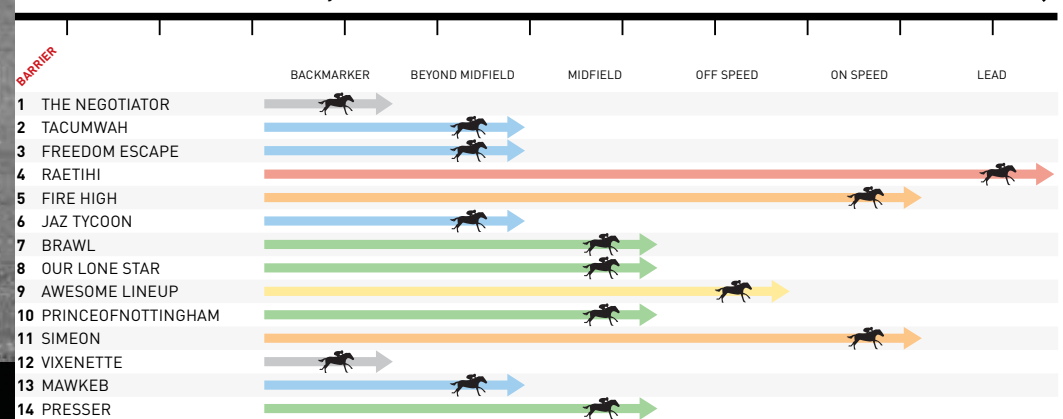 BARRIER
BACKMARKER BEYOND MIDFIELD MIDFIELD OFF SPEED ON SPEED LEAD
1 THE NEGOTIATOR
2 TACUMWAH
3 FREEDOM ESCAPE
4 RAETIHI
5 FIRE HIGH
6 JAZ TYCOON
7 BRAWL
8 OUR LONE STAR
9 AWESOME LINEUP
10 PRINCEOFNOTTINGHAM
11 SIMEON
12 VIXENETTE
13 MAWKEB
14 PRESSER